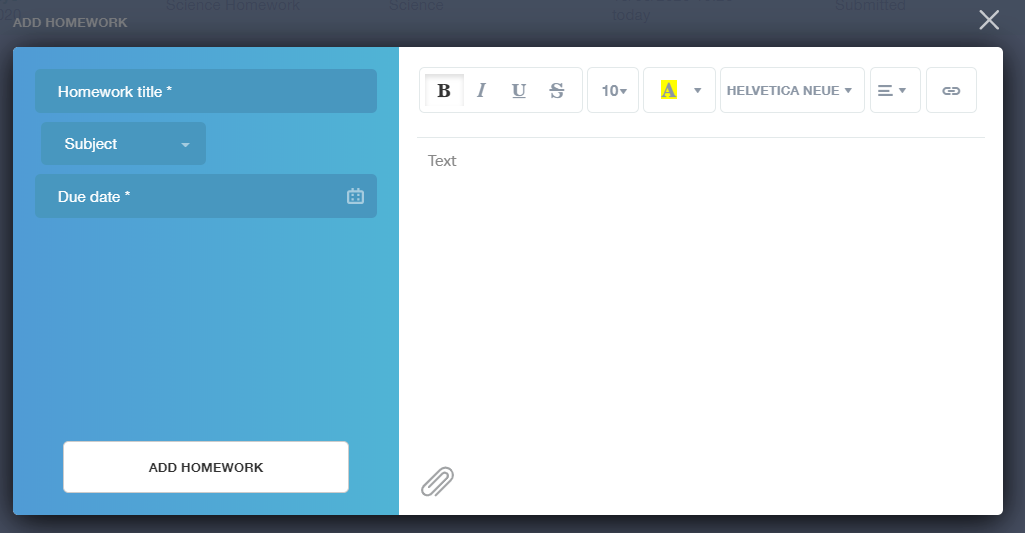 Science Homework
Science
today
Submitted
ADD HOMEWORK
Homework title *
Subject
Due date *
ADD HOMEWORK
B I U S 10 A HELVETICA NEUE
Text